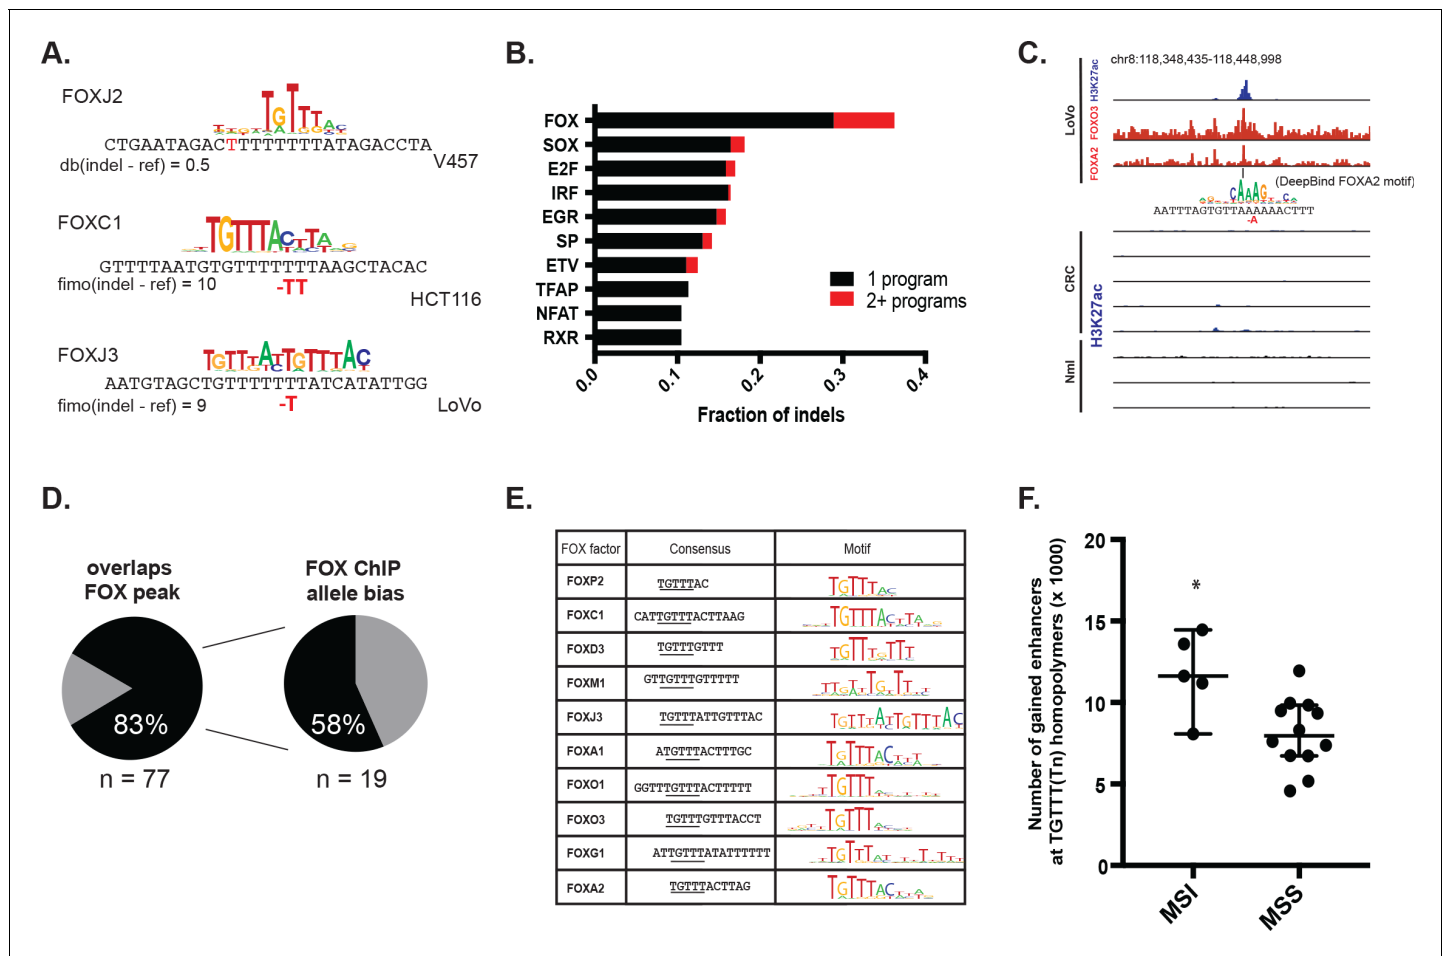 A.
FOXJ2
CTGAATAGACTTTTTTTTTATAGACCTA
db(indel - ref) = 0.5
V457
FOXC1
GTTTTAATGTGTTTTTTTTAAGCTACAC
fimo(indel - ref) = 10
-TT
HCT116
FOXJ3
AATGTAGCTGTTTTTTTTATCATATTGG
fimo(indel - ref) = 9
-T
LoVo
B.
FOX
SOX
E2F
IRF
EGR
SP
ETV
TFAP
NFAT
RXR
1 program
2+ programs
0.0
0.1
0.2
0.3
0.4
Fraction of indels
C.
chr8:118,348,435-118,448,998
LoVo
H3K27ac
FOXO3
FOXA2
(DeepBind FOXA2 motif)
AATTTAGTGTTAAAAAAACTTT
-A
CRC
H3K27ac
Nml
D.
overlaps
FOX peak
83%
n = 77
FOX ChIP
allele bias
58%
n = 19
E.
FOX factor Consensus Motif
FOXP2 TGTTTAC
FOXC1 CATTGTTTACTTAAG
FOXD3 TGTTTGTTT
FOXM1 GTTGTTTGTTTTT
FOXJ3 TGTTTATTGTTTAC
FOXA1 ATGTTTACTTTGC
FOXO1 GGTTTGTTTACTTTTT
FOXO3 TGTTTGTTTACCT
FOXG1 ATTGTTTATATTTTTT
FOXA2 TGTTTACTTAG
F.
Number of gained enhancers
at TGTTT(Tn) homopolymers (x 1000)
20
15
10
5
0
*
MSI
MSS